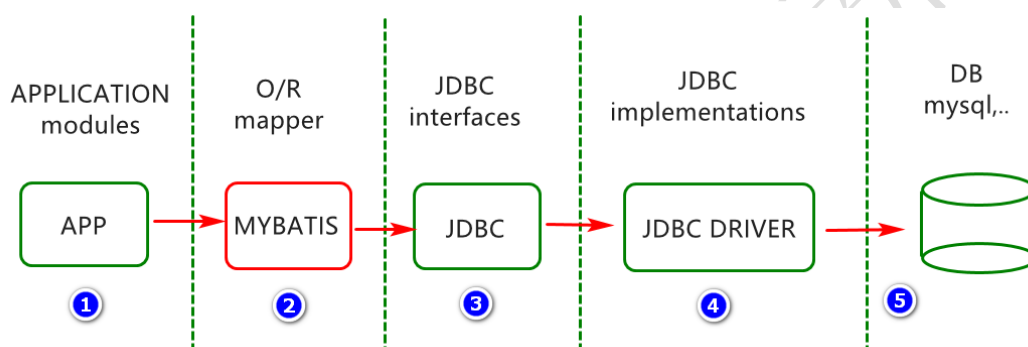 APPLICATION
modules
O/R
mapper
JDBC
interfaces
JDBC
implementations
DB
mysql,..
APP
MYBATIS
JDBC
JDBC DRIVER
1
2
3
4
5